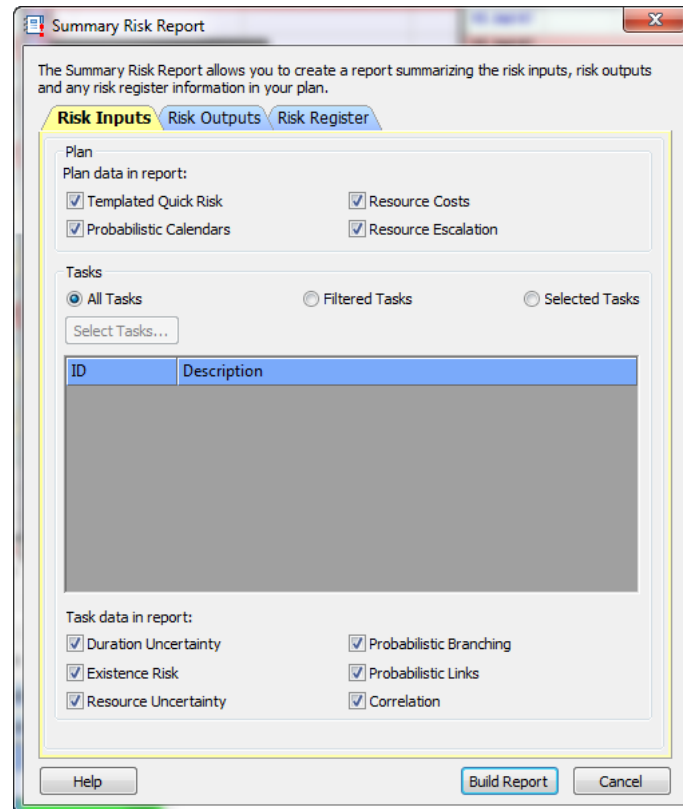 Summary Risk Report
The Summary Risk Report allows you to create a report summarizing the risk inputs, risk outputs
and any risk register information in your plan.
Risk Inputs Risk Outputs Risk Register
Plan
Plan data in report:
Templated Quick Risk Resource Costs
Probabilistic Calendars Resource Escalation
Tasks
All Tasks Filtered Tasks Selected Tasks
Select Tasks...
ID Description
Task data in report:
Duration Uncertainty Probabilistic Branching
Existence Risk Probabilistic Links
Resource Uncertainty Correlation
Help Build Report Cancel